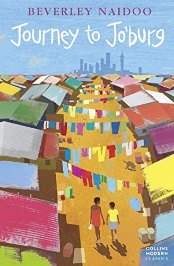 BEVERLEY NAIDOO
Journey to Jo'burg
COLLINS
MODERN
CLASSICS